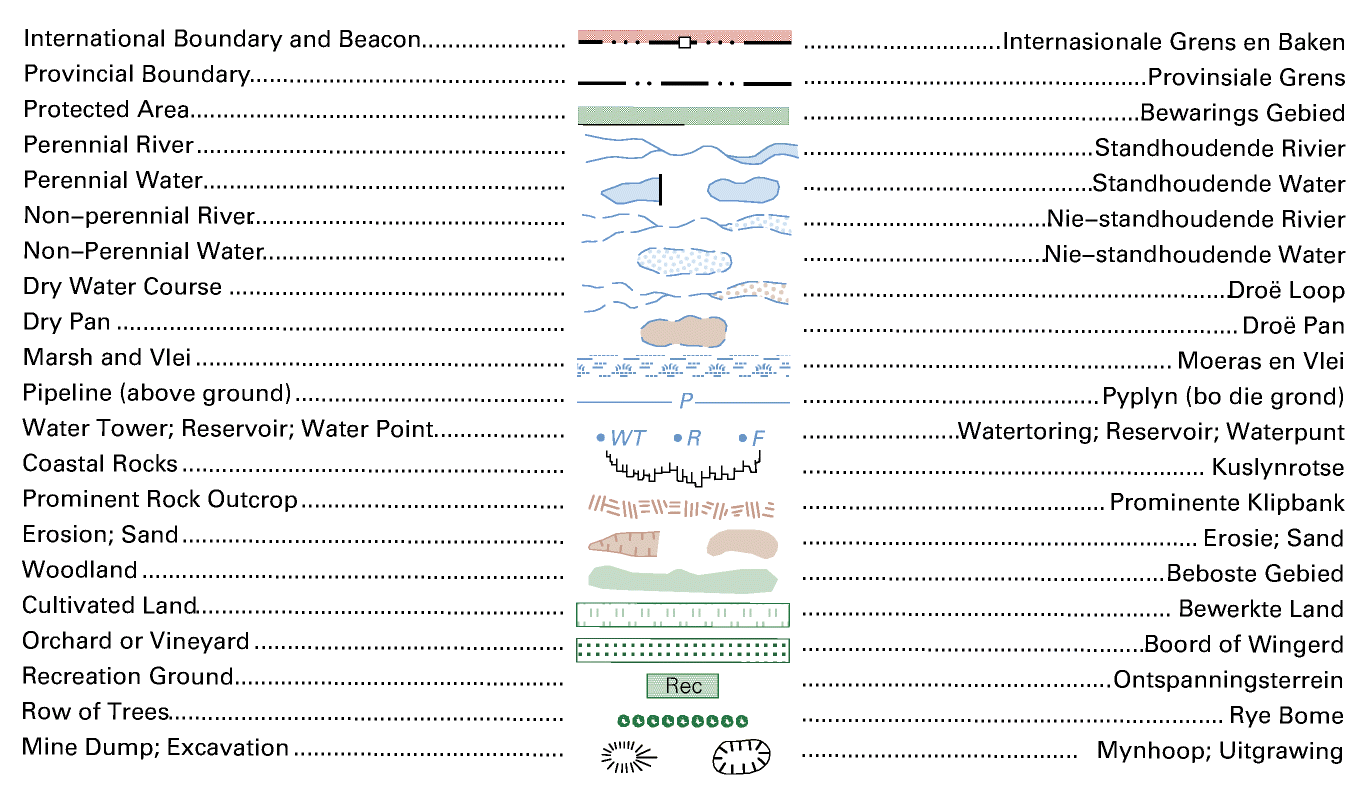 International Boundary and Beacon Internasionale Grens en Baken
Provincial Boundary Provinsiale Grens
Protected Area Bewarings Gebied
Perennial River Standhoudende Rivier
Perennial Water Standhoudende Water
Non–perennial River Nie–standhoudende Rivier
Non–Perennial Water Nie–standhoudende Water
Dry Water Course Droë Loop
Dry Pan Droë Pan
Marsh and Vlei Moeras en Vlei
Pipeline (above ground) P Pyplyn (bo die grond)
Water Tower; Reservoir; Water Point WT R F Watertoring; Reservoir; Waterpunt
Coastal Rocks Kuslynrotse
Prominent Rock Outcrop Prominente Klipbank
Erosion; Sand Erosie; Sand
Woodland Beboste Gebied
Cultivated Land Bewerkte Land
Orchard or Vineyard Boord of Wingerd
Recreation Ground Rec Ontspanningsterrein
Row of Trees Rye Bome
Mine Dump; Excavation Mynhoop; Uitgrawing